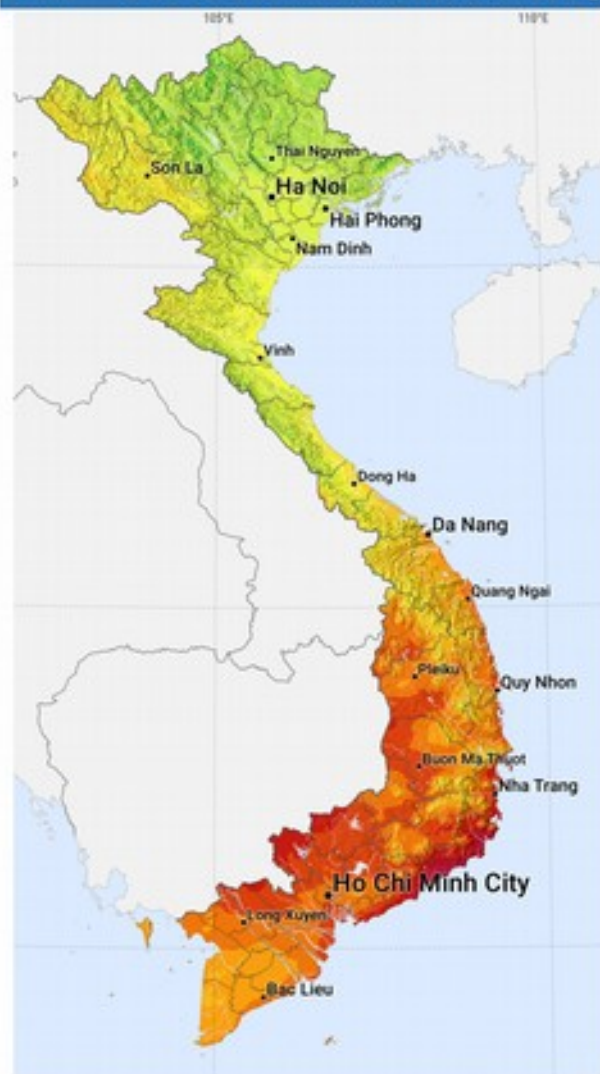 105°E 110°E
Thai Nguyen
Son La
Ha Noi
Hai Phong
Nam Dinh
Vinh
Dong Ha
Da Nang
Quang Ngai
Pleiku
Quy Nhon
Buon Ma Thuot
Nha Trang
Ho Chi Minh City
Long Xuyen
Bac Lieu